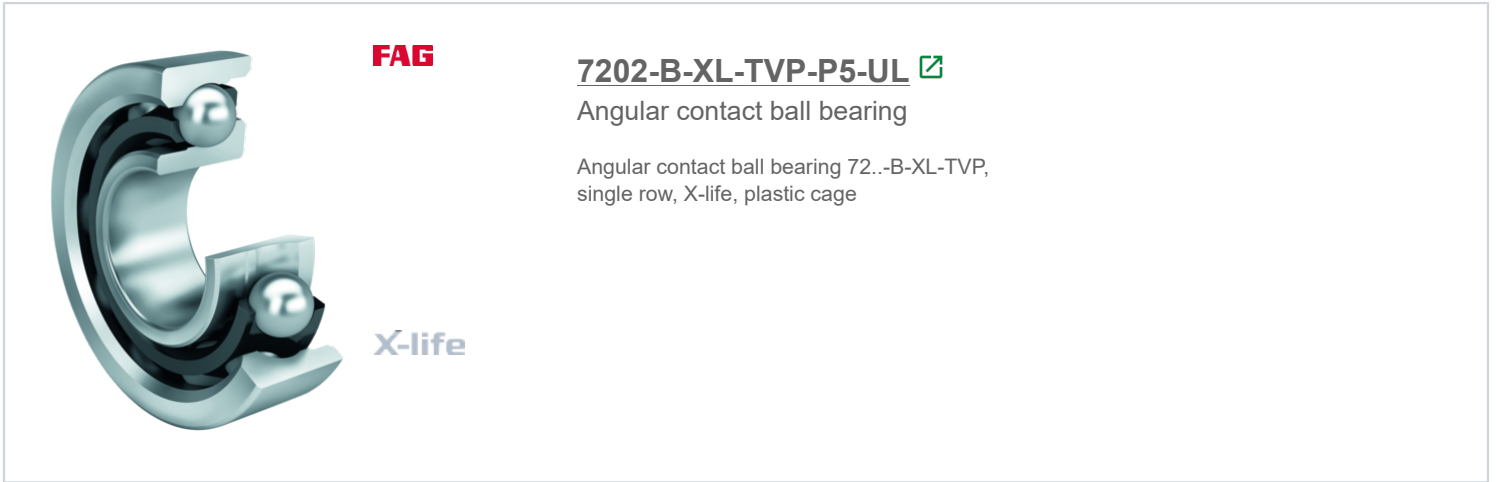 FAG
7202-B-XL-TVP-P5-UL
Angular contact ball bearing
Angular contact ball bearing 72..-B-XL-TVP,
single row, X-life, plastic cage
X-life